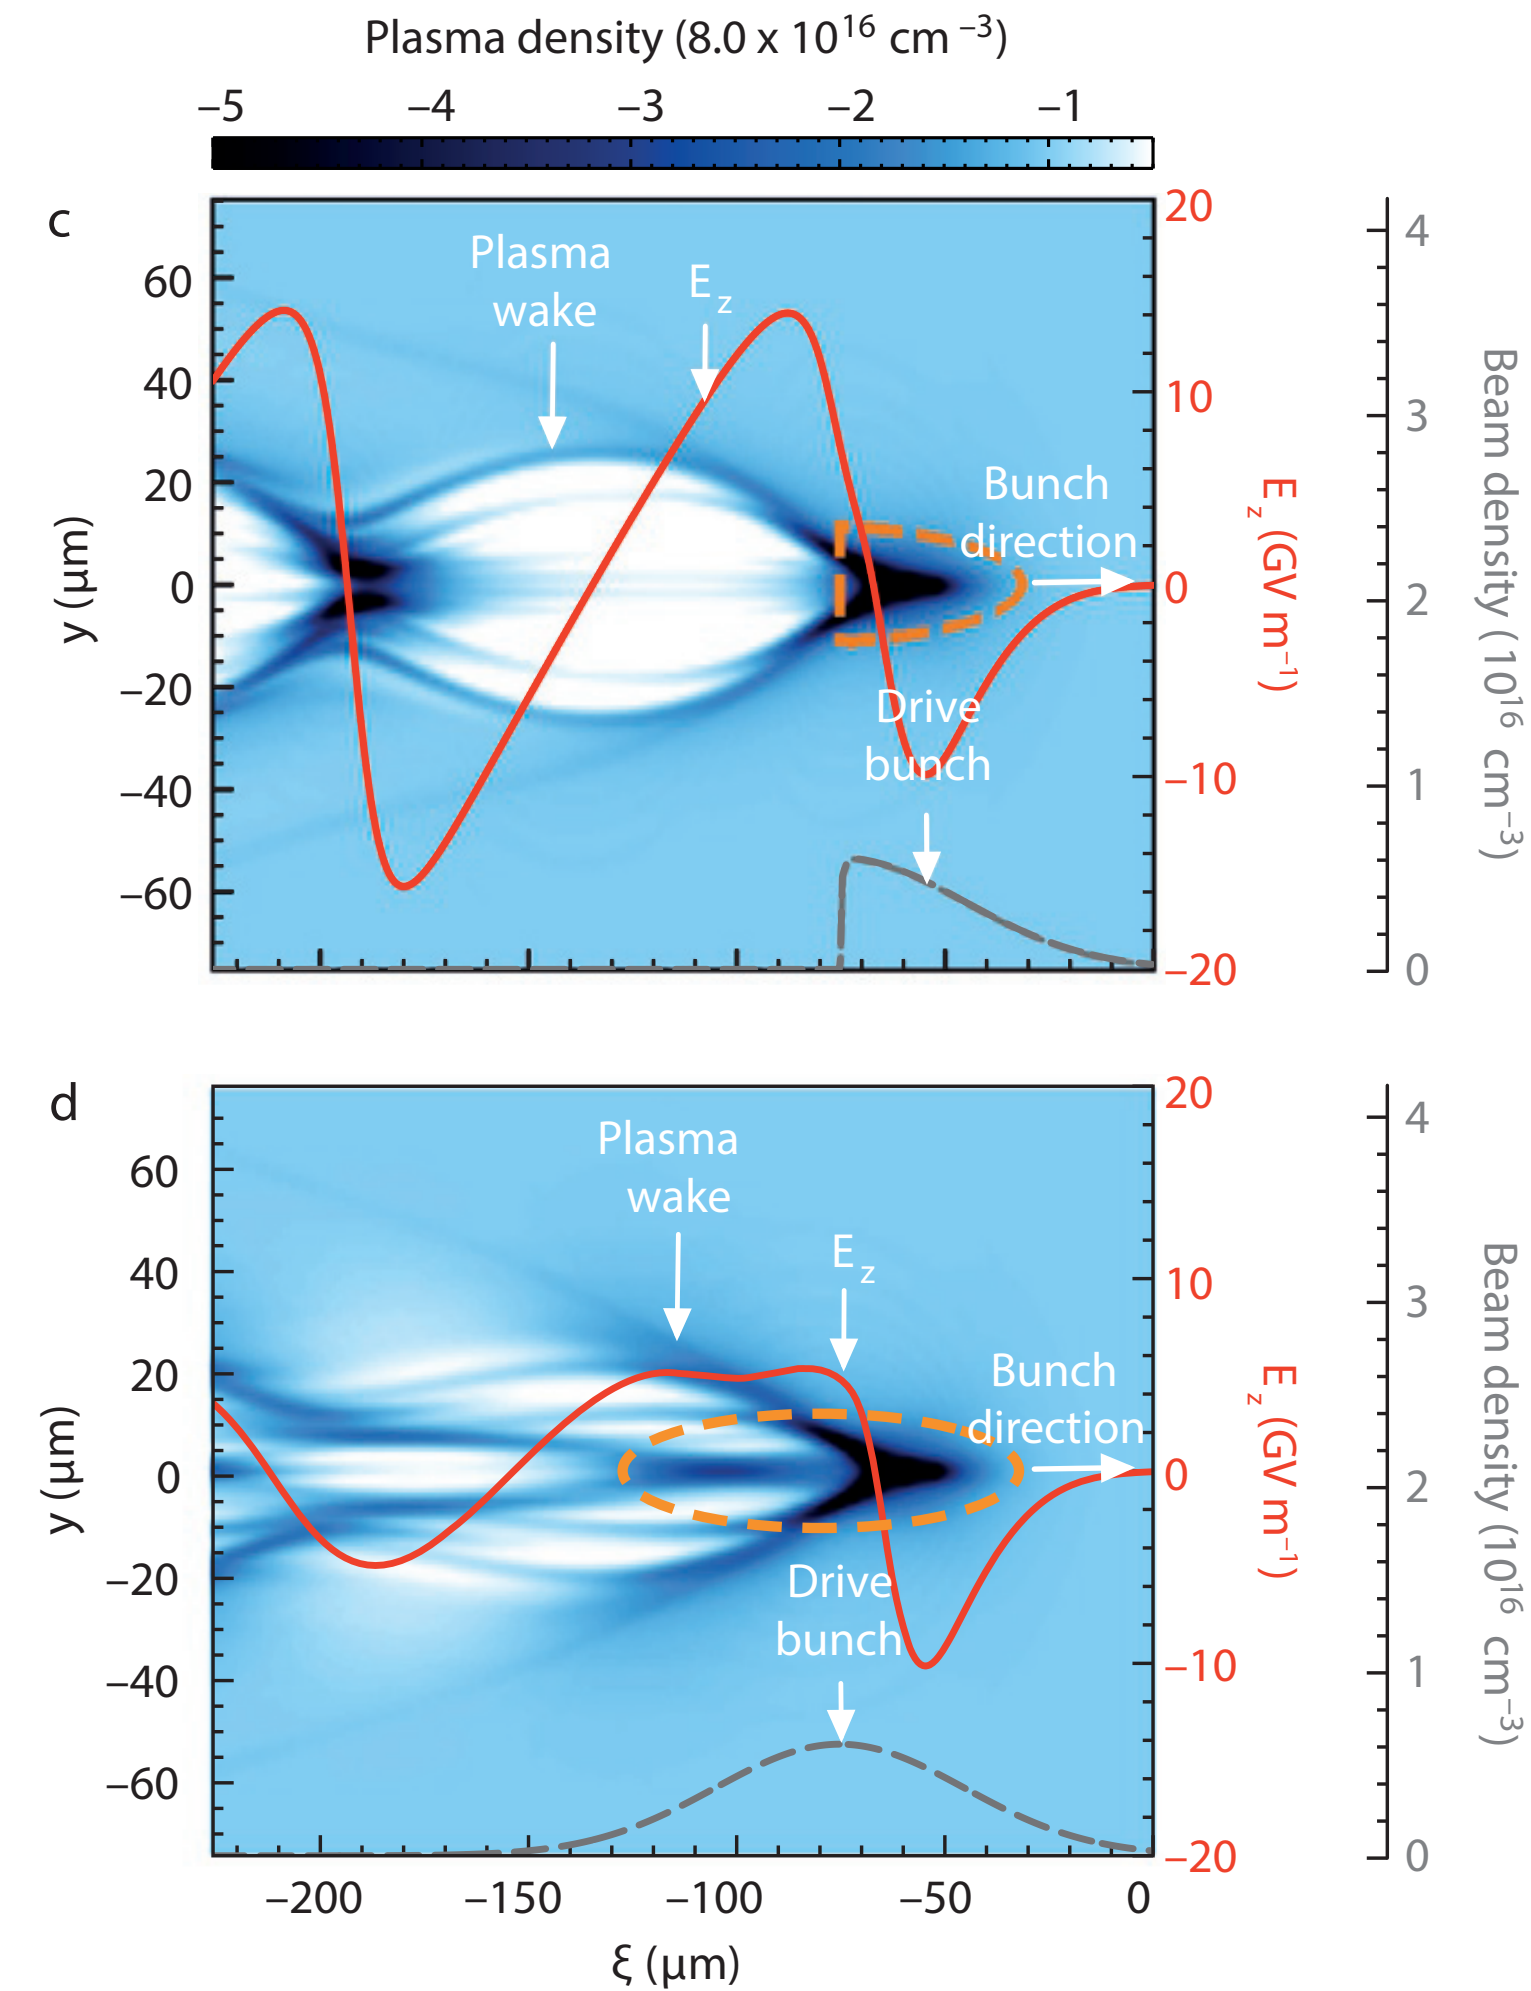 Plasma density (8.0 x 10¹⁶ cm ⁻³)
−5 −4 −3 −2 −1
c
Plasma
wake
E z
Bunch
direction
Drive
bunch
60
40
20
0
−20
−40
−60
y (μm)
20
10
0
−10
−20
E z (GV m⁻¹)
4
3
2
1
0
Beam density (10¹⁶ cm⁻³)
d
Plasma
wake
E z
Bunch
direction
Drive
bunch
60
40
20
0
−20
−40
−60
y (μm)
20
10
0
−10
−20
E z (GV m⁻¹)
4
3
2
1
0
Beam density (10¹⁶ cm⁻³)
−200 −150 −100 −50 0
ξ (μm)